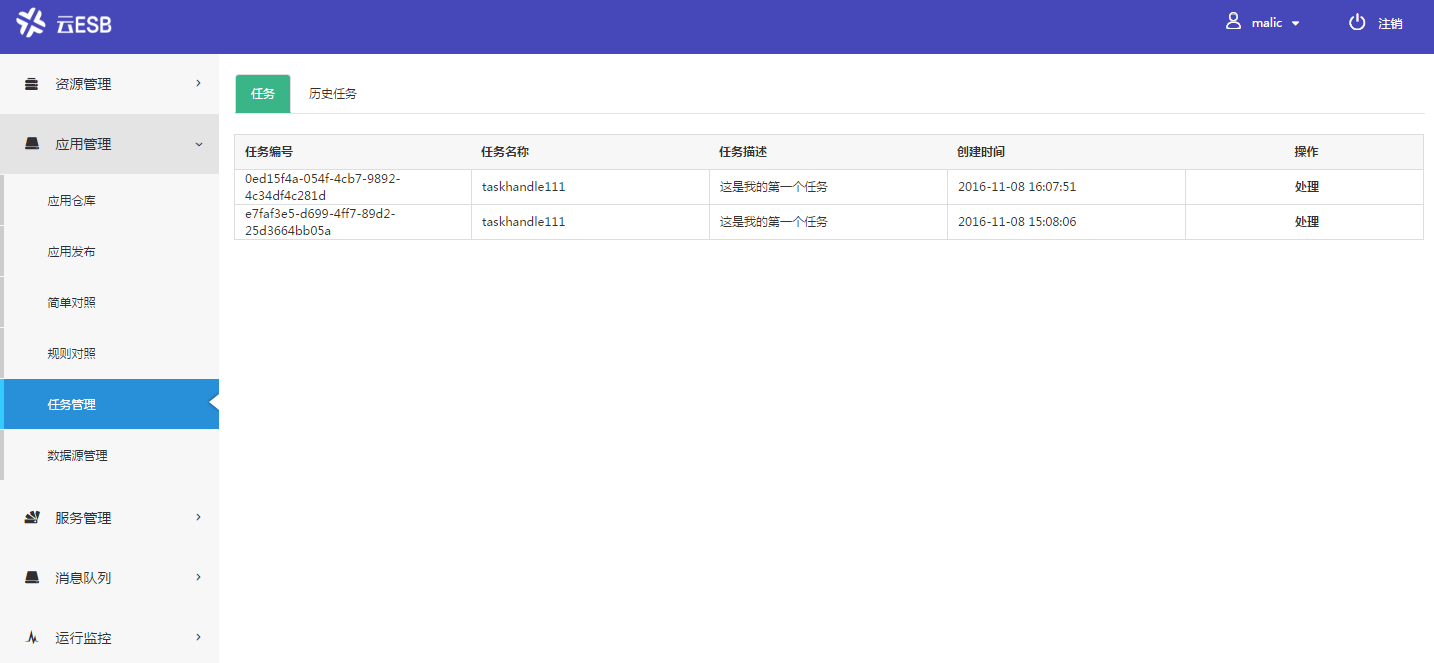 云ESB
malic
注销
资源管理
应用管理
应用仓库
应用发布
简单对照
规则对照
任务管理
数据源管理
服务管理
消息队列
运行监控
任务 历史任务
任务编号 任务名称 任务描述 创建时间 操作
0ed15f4a-054f-4cb7-9892-
4c34df4c281d
taskhandle111 这是我的第一个任务 2016-11-08 16:07:51 处理
e7faf3e5-d699-4ff7-89d2-
25d3664bb05a
taskhandle111 这是我的第一个任务 2016-11-08 15:08:06 处理